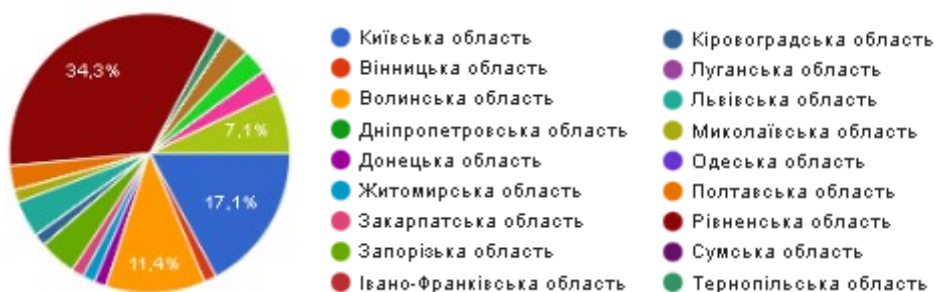 34,3%
7,1%
17,1%
11,4%
Київська область
Вінницька область
Волинська область
Дніпропетровська область
Донецька область
Житомирська область
Закарпатська область
Запорізька область
Івано-Франківська область
Кіровоградська область
Луганська область
Львівська область
Миколаївська область
Одеська область
Полтавська область
Рівненська область
Сумська область
Тернопільська область